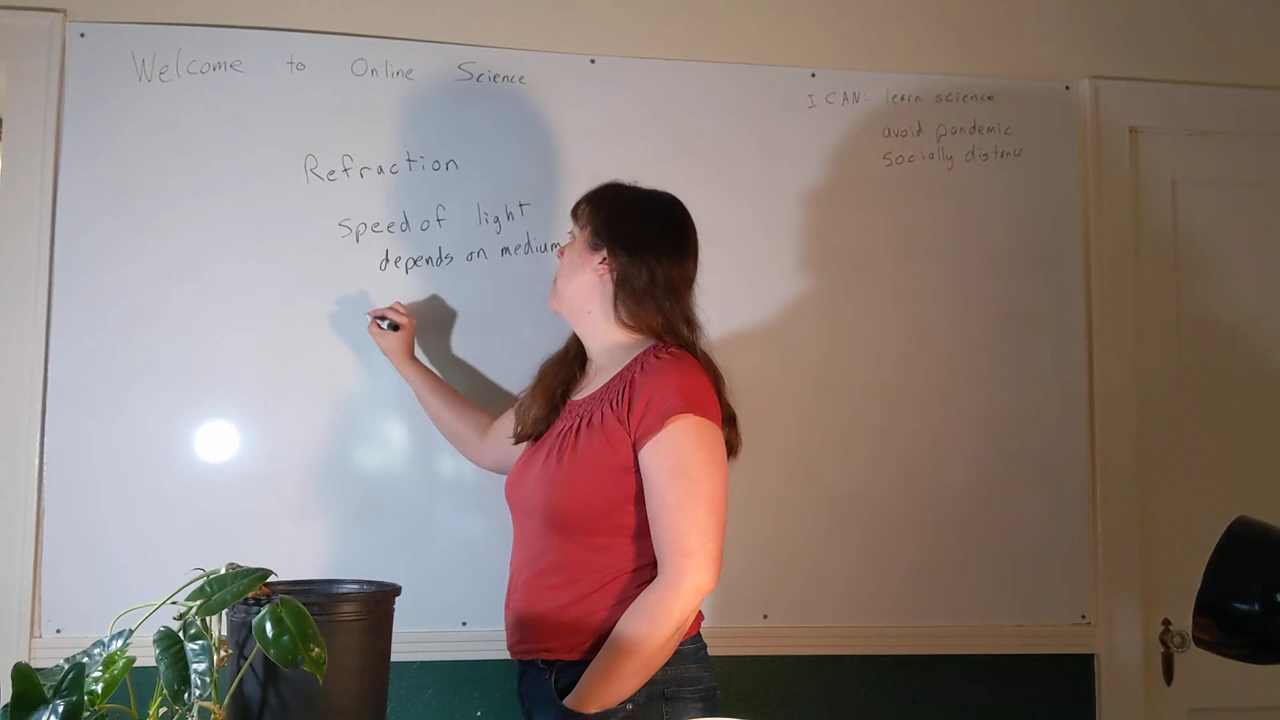 Welcome to Online Science
I CAN: learn science
avoid pandemic
socially distance
Refraction
speed of light
depends on medium